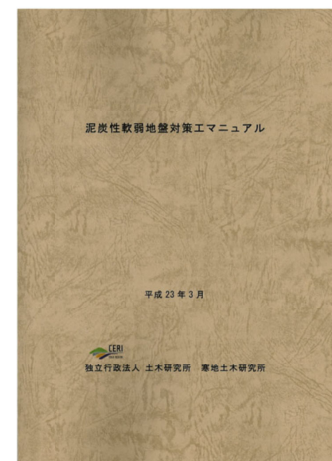 泥炭性軟弱地盤対策工マニュアル
平成 23 年 3 月
CERI
独立行政法人 土木研究所 寒地土木研究所